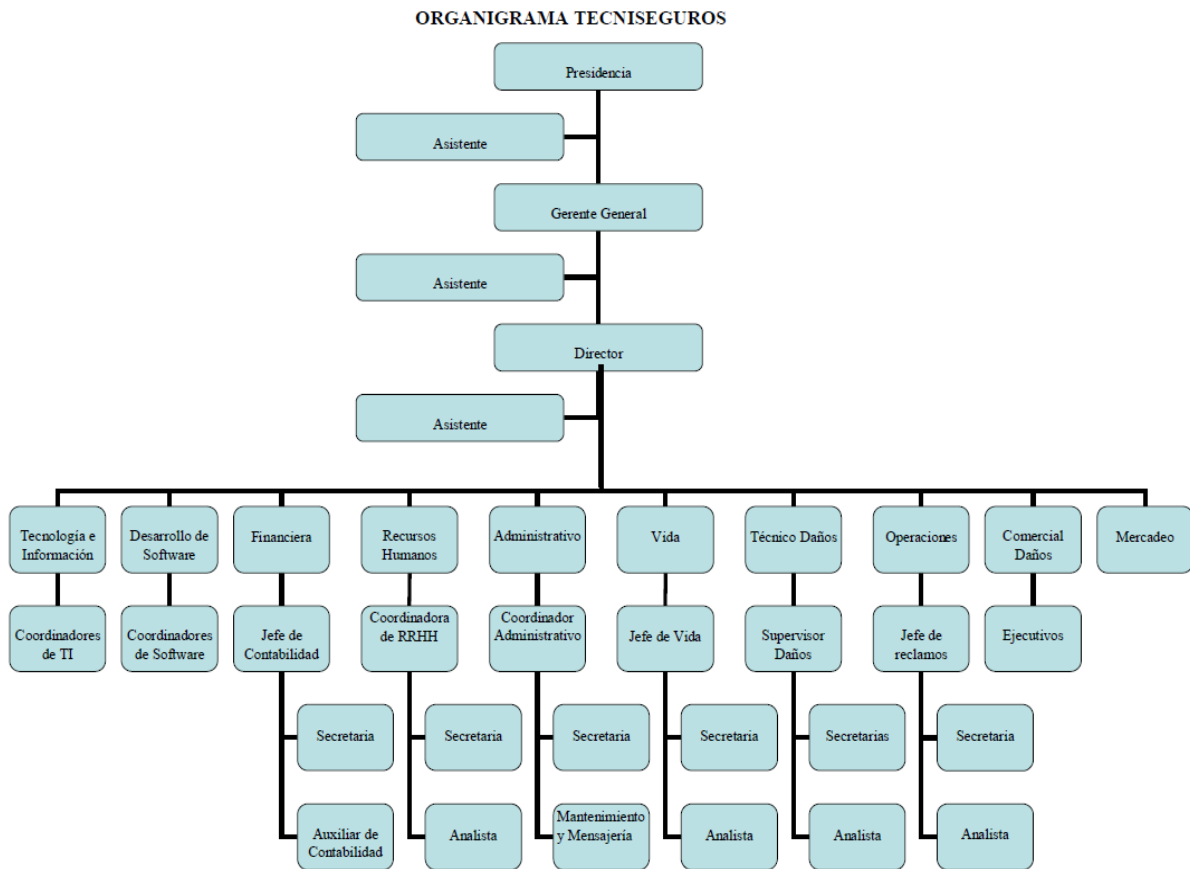 ORGANIGRAMA TECNISEGUROS
Presidencia
Asistente
Gerente General
Asistente
Director
Asistente
Tecnología e
Información
Desarrollo de
Software
Financiera
Recursos
Humanos
Administrativo
Vida
Técnico Daños
Operaciones
Comercial
Daños
Mercadeo
Coordinadores
de TI
Coordinadores
de Software
Jefe de
Contabilidad
Coordinadora
de RRHH
Coordinador
Administrativo
Jefe de Vida
Supervisor
Daños
Jefe de
reclamos
Ejecutivos
Secretaria
Secretaria
Secretaria
Secretaria
Secretarias
Secretaria
Auxiliar de
Contabilidad
Analista
Mantenimiento
y Mensajería
Analista
Analista
Analista